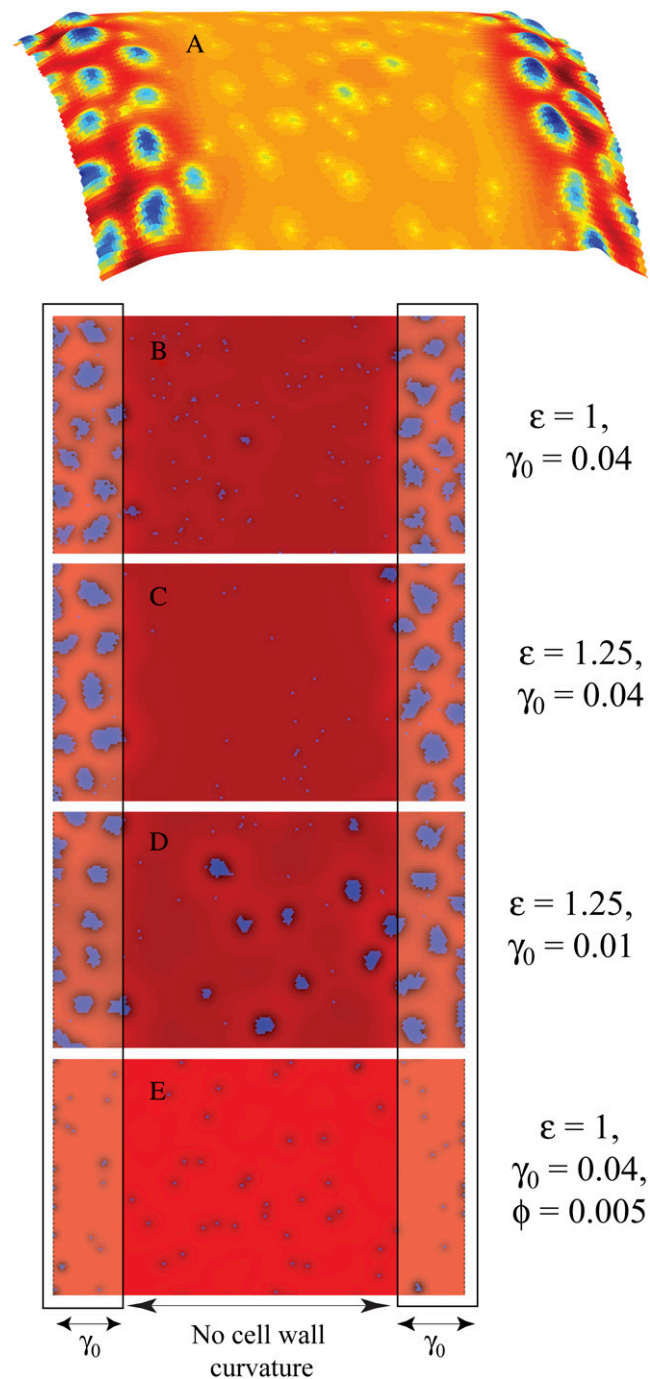 A
B
ε = 1,
γ₀ = 0.04
C
ε = 1.25,
γ₀ = 0.04
D
ε = 1.25,
γ₀ = 0.01
E
ε = 1,
γ₀ = 0.04,
ϕ = 0.005
γ₀
No cell wall
curvature
γ₀